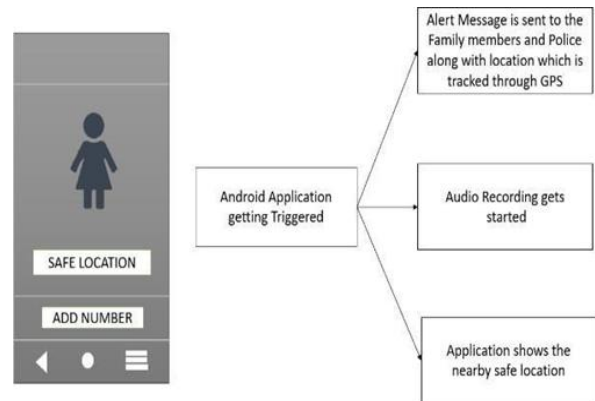 SAFE LOCATION
ADD NUMBER
Android Application
getting Triggered
Alert Message is sent to the
Family members and Police
along with location which is
tracked through GPS
Audio Recording gets
started
Application shows the
nearby safe location